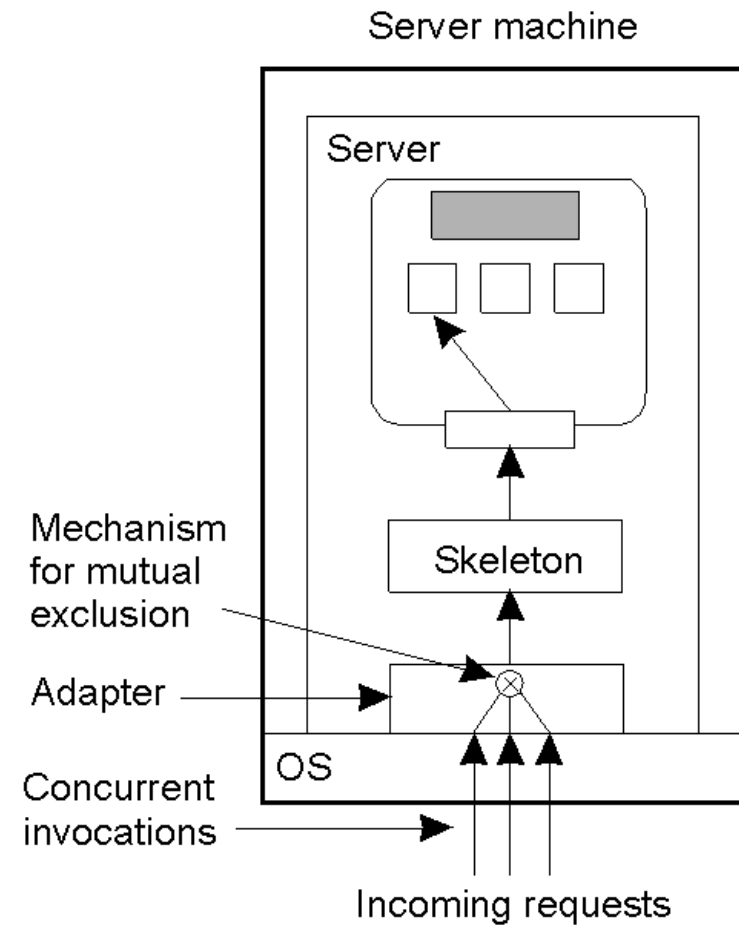 Server machine
Server
Mechanism
for mutual
exclusion
Skeleton
Adapter
OS
Concurrent
invocations
Incoming requests